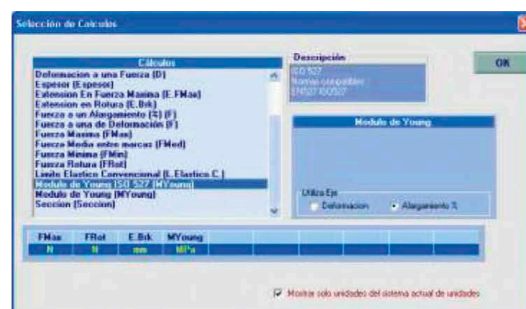 Selección de Calculos
Cálculos
Deformacion a una Fuerza (D)
Espesor (Espesor)
Extension En Fuerza Maxima (E.FMax)
Extension en Rotura (E.Brk)
Fuerza a un Alargamiento (%) (F)
Fuerza a una de Deformación (F)
Fuerza Maxima (FMax)
Fuerza Media entre marcas (FMed)
Fuerza Minima (FMin)
Fuerza Rotura (FRot)
Limite Elastico Convencional (L.Elastico C.)
Modulo de Young ISO 527 (MYoung)
Modulo de Young (MYoung)
Seccion (Seccion)
Descripción
ISO 527
Normas compatibles
EN527 ISO527
OK
Modulo de Young
Utiliza Eje
Deformacion
Alargamiento %
FMax FRot E.Brk MYoung
N N mm MPa
Mostrar solo unidades del sistema actual de unidades